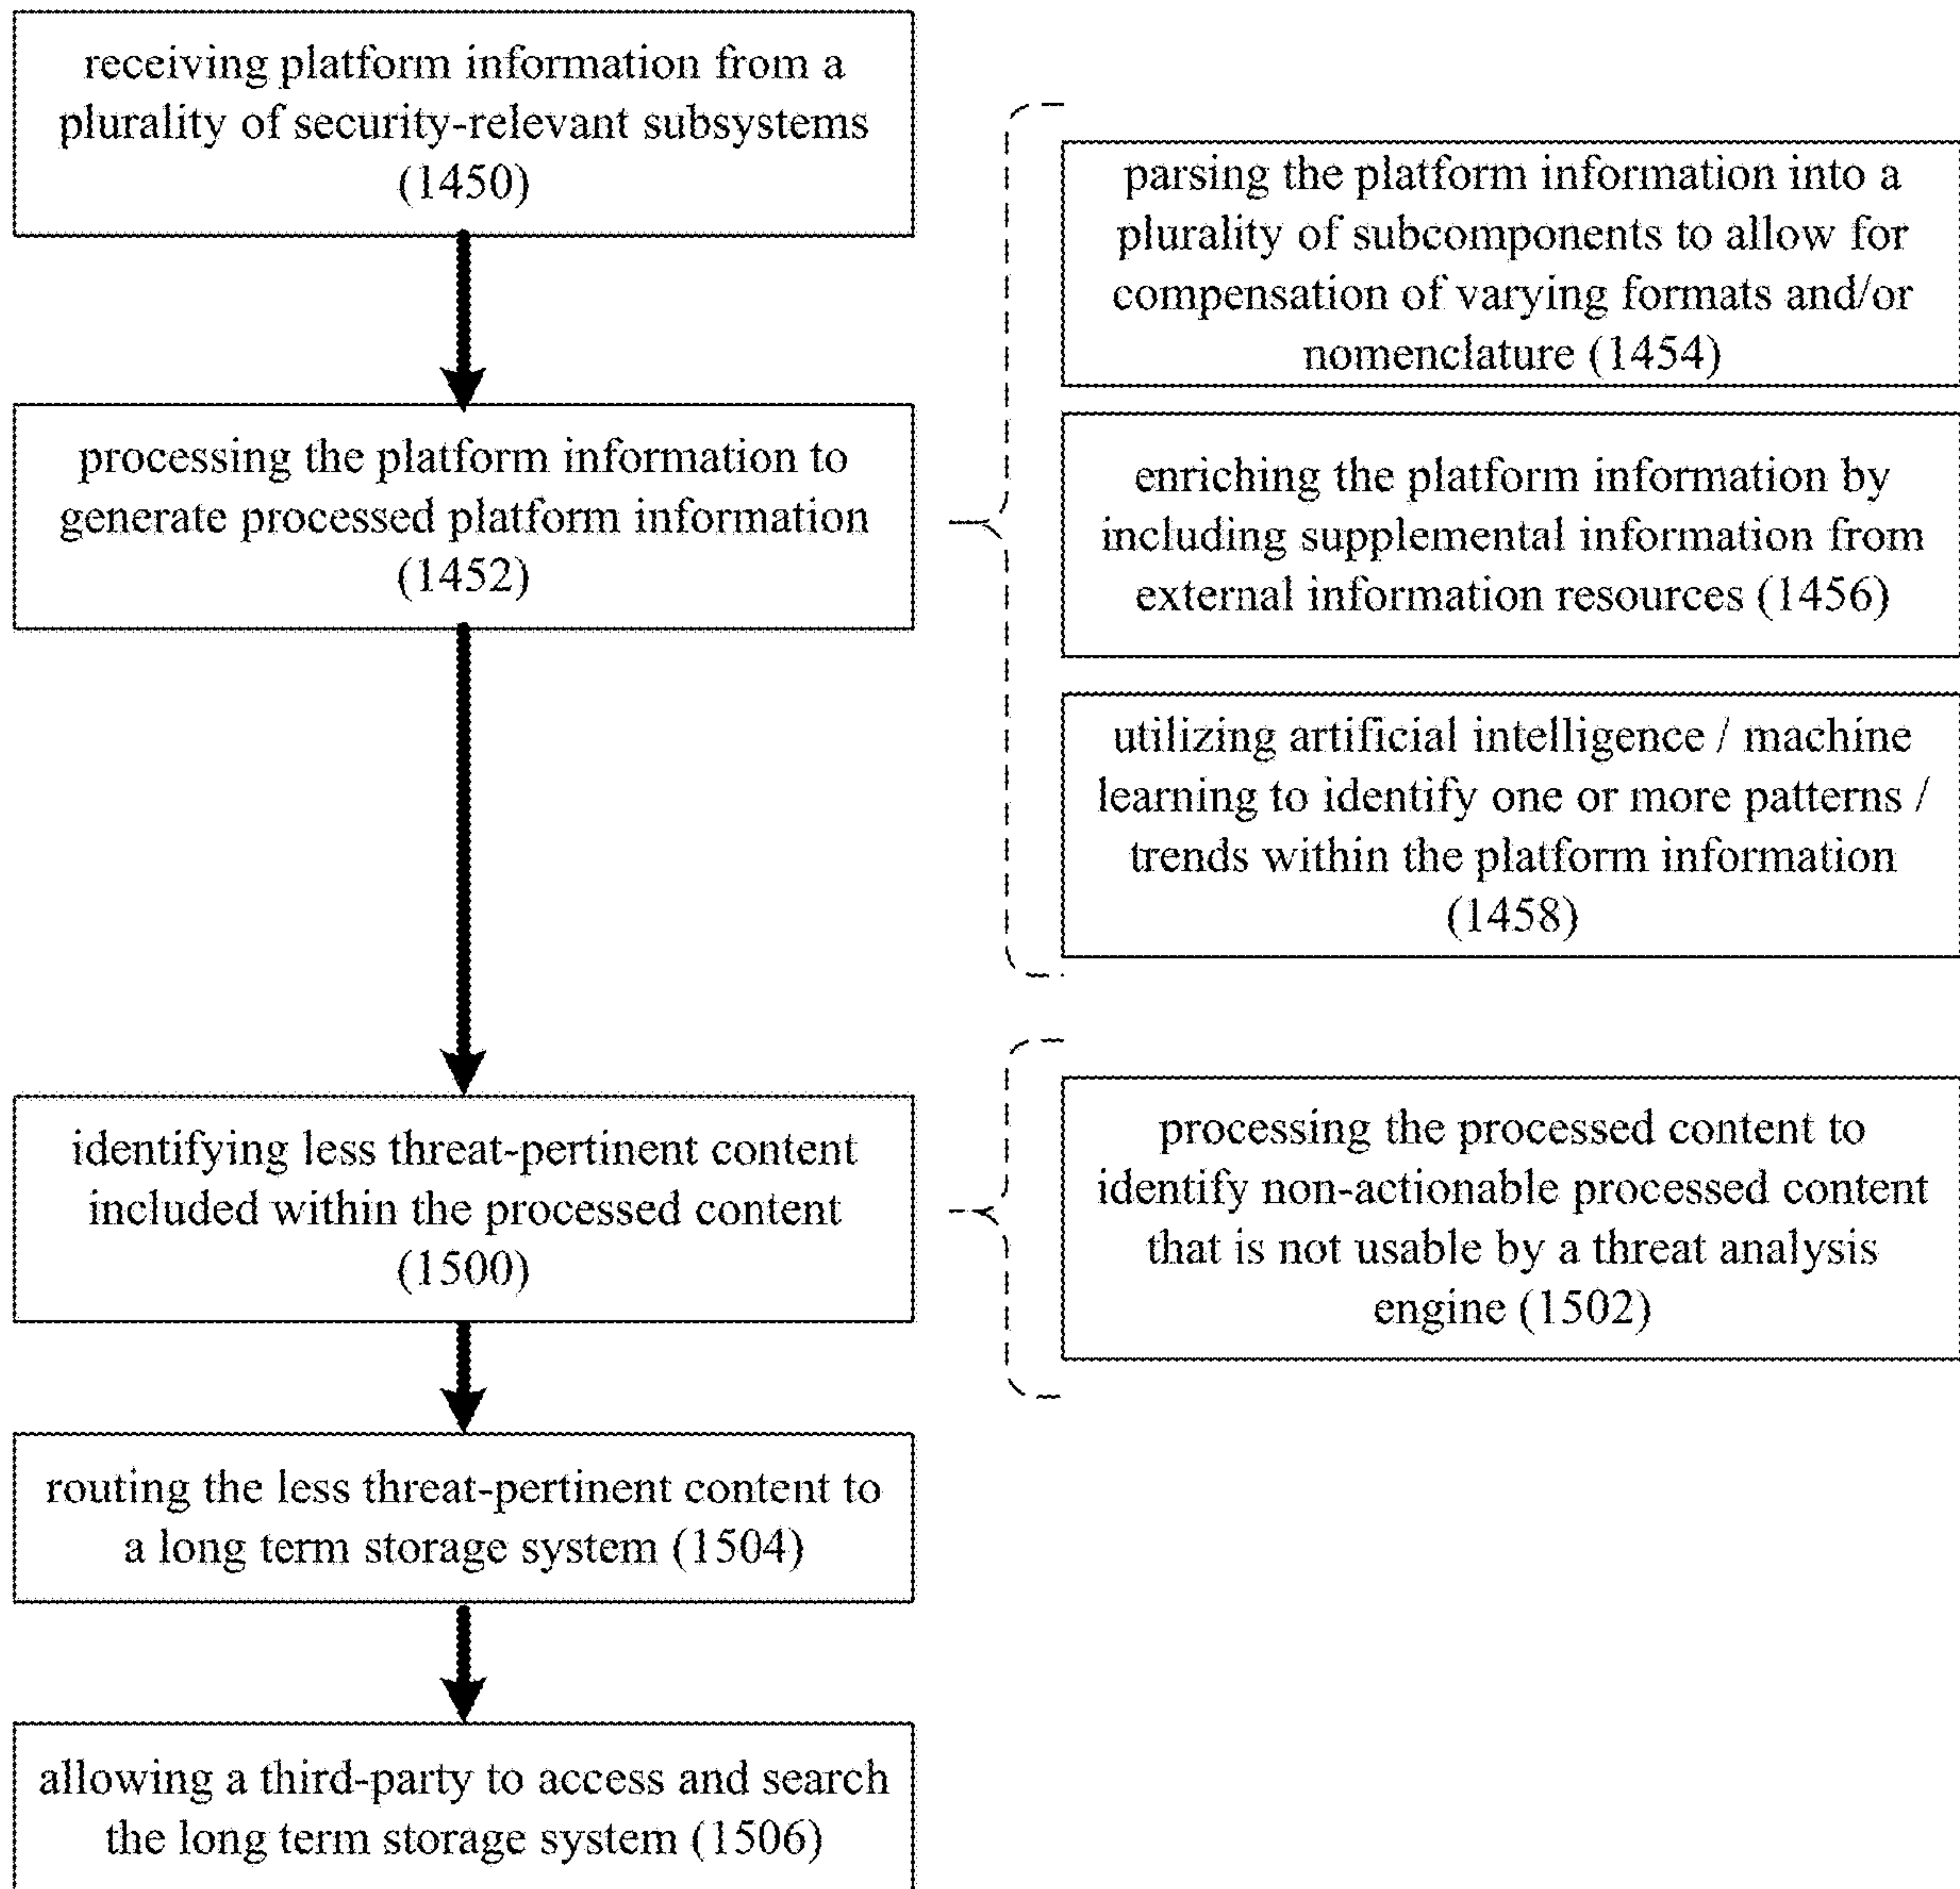 receiving platform information from a
plurality of security-relevant subsystems
(1450)
processing the platform information to
generate processed platform information
(1452)
parsing the platform information into a
plurality of subcomponents to allow for
compensation of varying formats and/or
nomenclature (1454)
enriching the platform information by
including supplemental information from
external information resources (1456)
utilizing artificial intelligence / machine
learning to identify one or more patterns /
trends within the platform information
(1458)
identifying less threat-pertinent content
included within the processed content
(1500)
processing the processed content to
identify non-actionable processed content
that is not usable by a threat analysis
engine (1502)
routing the less threat-pertinent content to
a long term storage system (1504)
allowing a third-party to access and search
the long term storage system (1506)